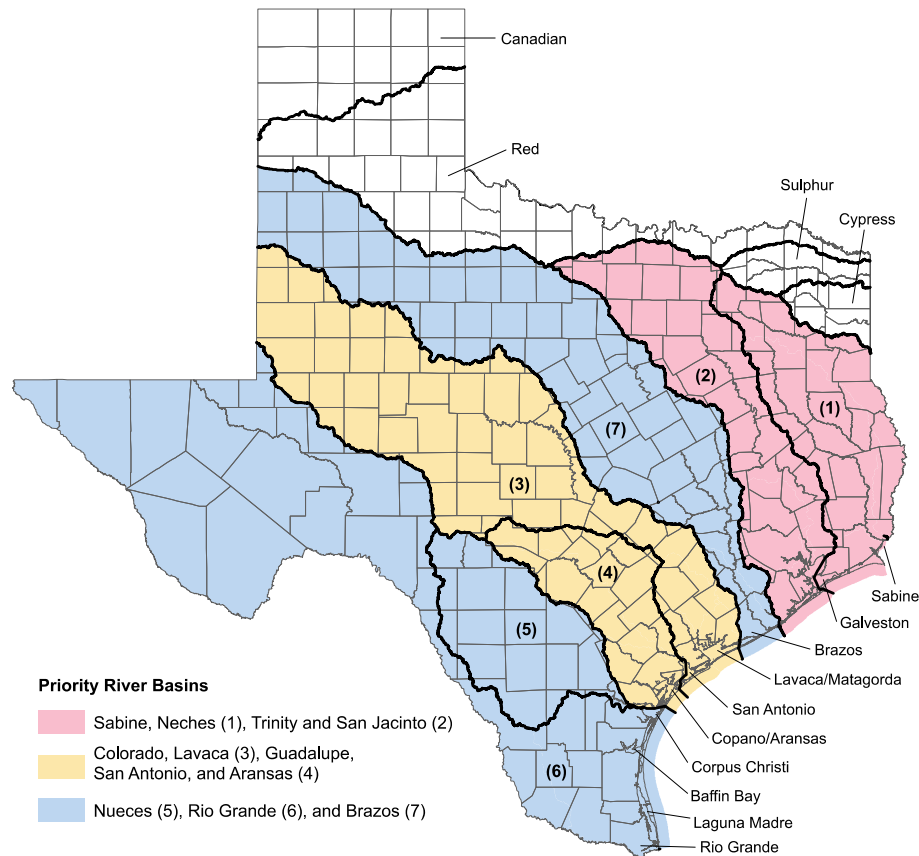 Canadian
Red
Sulphur
Cypress
(2)
(1)
(7)
(3)
(4)
(5)
(6)
Sabine
Galveston
Brazos
Lavaca/Matagorda
San Antonio
Copano/Aransas
Corpus Christi
Baffin Bay
Laguna Madre
Rio Grande
Priority River Basins
Sabine, Neches (1), Trinity and San Jacinto (2)
Colorado, Lavaca (3), Guadalupe,
San Antonio, and Aransas (4)
Nueces (5), Rio Grande (6), and Brazos (7)